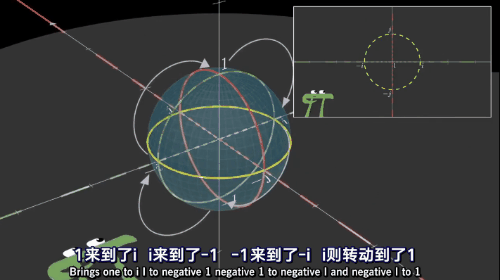 1
1来到了i i来到了-1 -1来到了-i i则转动到了1
Brings one to i I to negative 1 negative 1 to negative I and negative I to 1